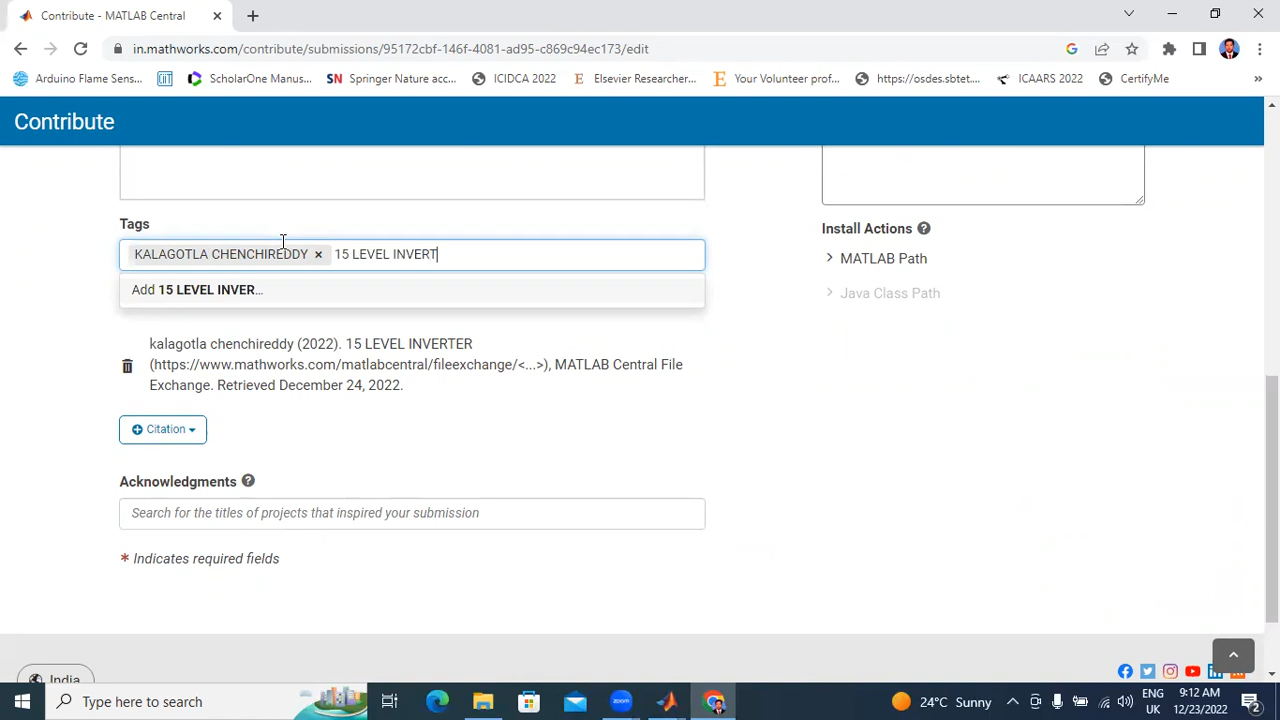 Contribute - MATLAB Central
in.mathworks.com/contribute/submissions/95172cbf-146f-4081-ad95-c869c94ec173/edit
Arduino Flame Sens... ScholarOne Manus... SN Springer Nature acc... ICIDCA 2022 E Elsevier Researcher... Your Volunteer prof... https://osdes.sbtet.... ICAARS 2022 CertifyMe »
Contribute
Tags
KALAGOTLA CHENCHIREDDY × 15 LEVEL INVERT
Add 15 LEVEL INVER...
kalagotla chenchireddy (2022). 15 LEVEL INVERTER
(https://www.mathworks.com/matlabcentral/fileexchange/<...>), MATLAB Central File
Exchange. Retrieved December 24, 2022.
Citation
Acknowledgments
Search for the titles of projects that inspired your submission
* Indicates required fields
Install Actions
MATLAB Path
Java Class Path
India
Type here to search
zoom
24°C Sunny
ENG
UK
9:12 AM
12/23/2022
2